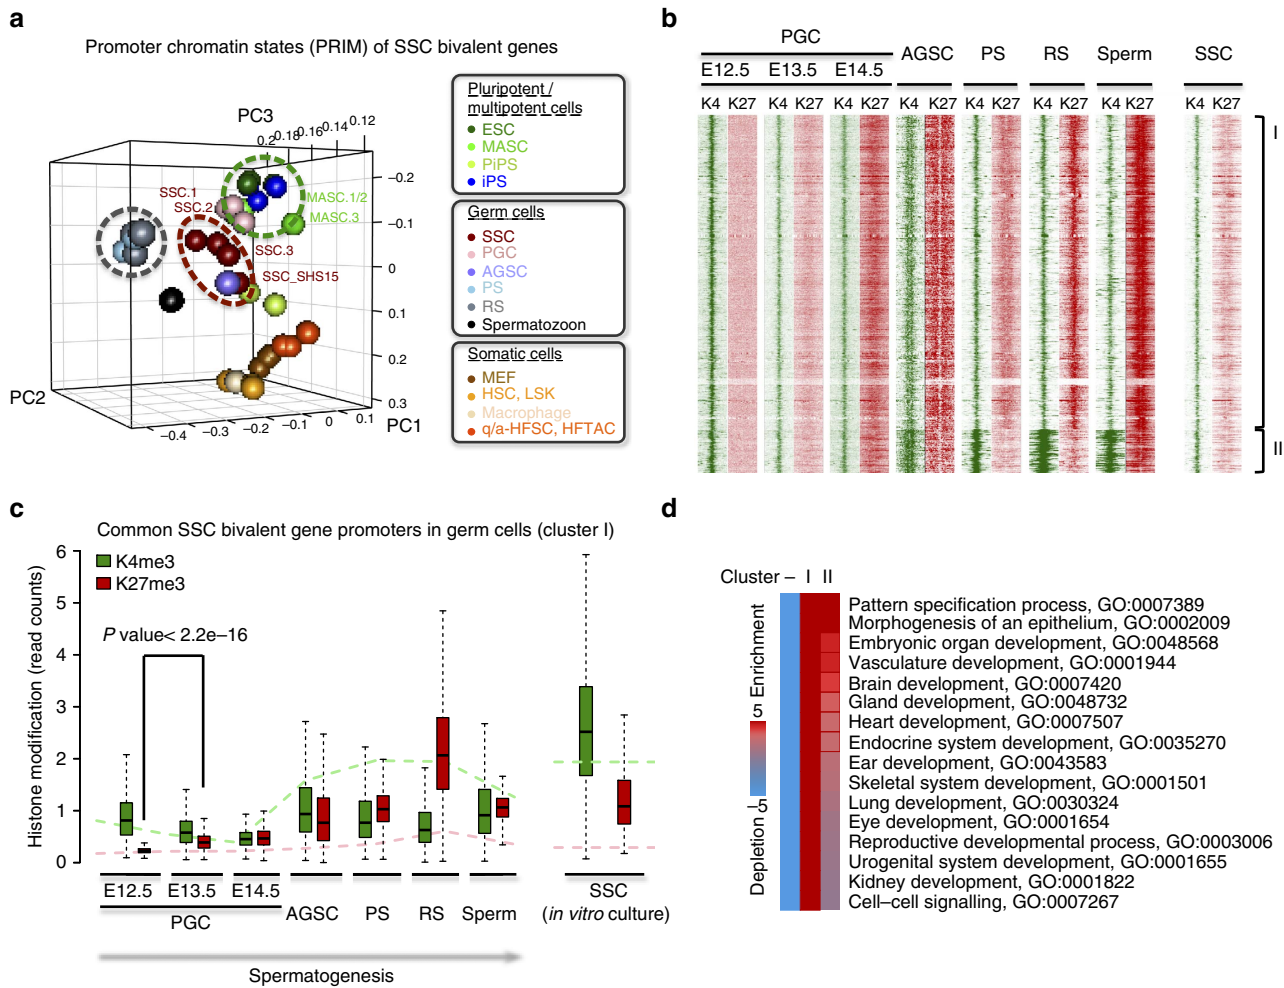 a
Promoter chromatin states (PRIM) of SSC bivalent genes
PC3
0.2 0.18 0.16 0.14 0.12
−0.2
−0.1
0
0.1
0.2
0.3
PC2
PC1
−0.4 −0.3 −0.2 −0.1 0 0.1
SSC.1
SSC.2
MASC.1/2
MASC.3
SSC.3
SSC_SHS15
Pluripotent /
multipotent cells
ESC
MASC
PiPS
iPS
Germ cells
SSC
PGC
AGSC
PS
RS
Spermatozoon
Somatic cells
MEF
HSC, LSK
Macrophage
q/a-HFSC, HFTAC
b
PGC
AGSC PS RS Sperm SSC
E12.5 E13.5 E14.5
K4 K27 K4 K27 K4 K27 K4 K27 K4 K27 K4 K27 K4 K27 K4 K27
I
II
c
Common SSC bivalent gene promoters in germ cells (cluster I)
K4me3
K27me3
P value< 2.2e−16
Histone modification (read counts)
6
5
4
3
2
1
0
E12.5 E13.5 E14.5
PGC
AGSC PS RS Sperm
SSC
(in vitro culture)
Spermatogenesis
d
Cluster – I II
Depletion −5 5 Enrichment
Pattern specification process, GO:0007389
Morphogenesis of an epithelium, GO:0002009
Embryonic organ development, GO:0048568
Vasculature development, GO:0001944
Brain development, GO:0007420
Gland development, GO:0048732
Heart development, GO:0007507
Endocrine system development, GO:0035270
Ear development, GO:0043583
Skeletal system development, GO:0001501
Lung development, GO:0030324
Eye development, GO:0001654
Reproductive developmental process, GO:0003006
Urogenital system development, GO:0001655
Kidney development, GO:0001822
Cell–cell signalling, GO:0007267